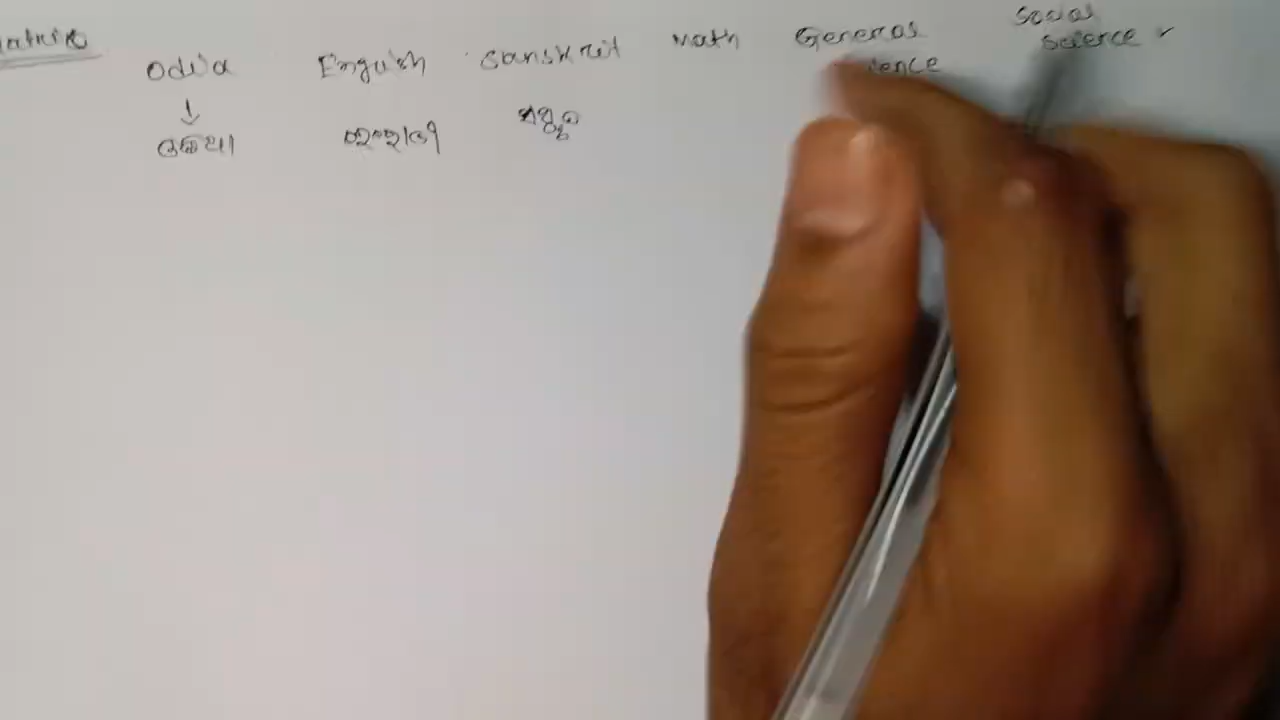 Odia English Sanskrit Math General Social
Science
ଓଡିଆ ଇଂରାଜୀ